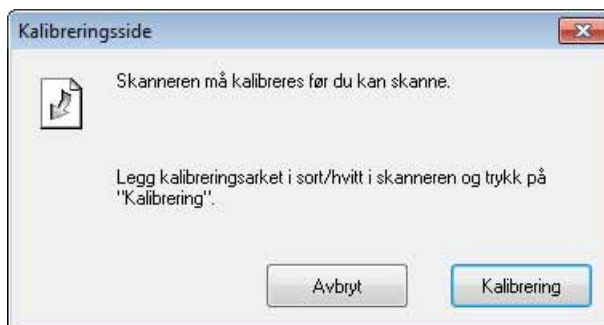 Kalibreringsside
Skanneren må kalibreres før du kan skanne.
Legg kalibreringsarket i sort/hvitt i skanneren og trykk på
"Kalibrering".
Avbryt
Kalibrering